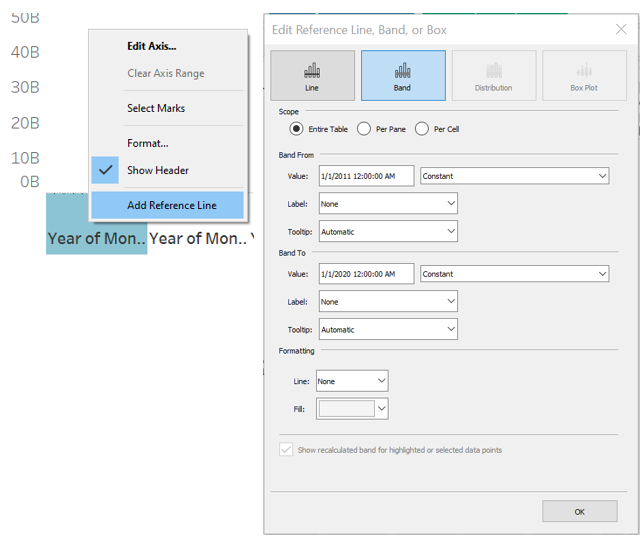 50B
40B
30B
20B
10B
0B
Edit Axis...
Clear Axis Range
Select Marks
Format...
Show Header
Add Reference Line
Year of Mon.. Year of Mon..
Edit Reference Line, Band, or Box
Line Band Distribution Box Plot
Scope
Entire Table Per Pane Per Cell
Band From
Value: 1/1/2011 12:00:00 AM Constant
Label: None
Tooltip: Automatic
Band To
Value: 1/1/2020 12:00:00 AM Constant
Label: None
Tooltip: Automatic
Formatting
Line: None
Fill:
Show recalculated band for highlighted or selected data points
OK